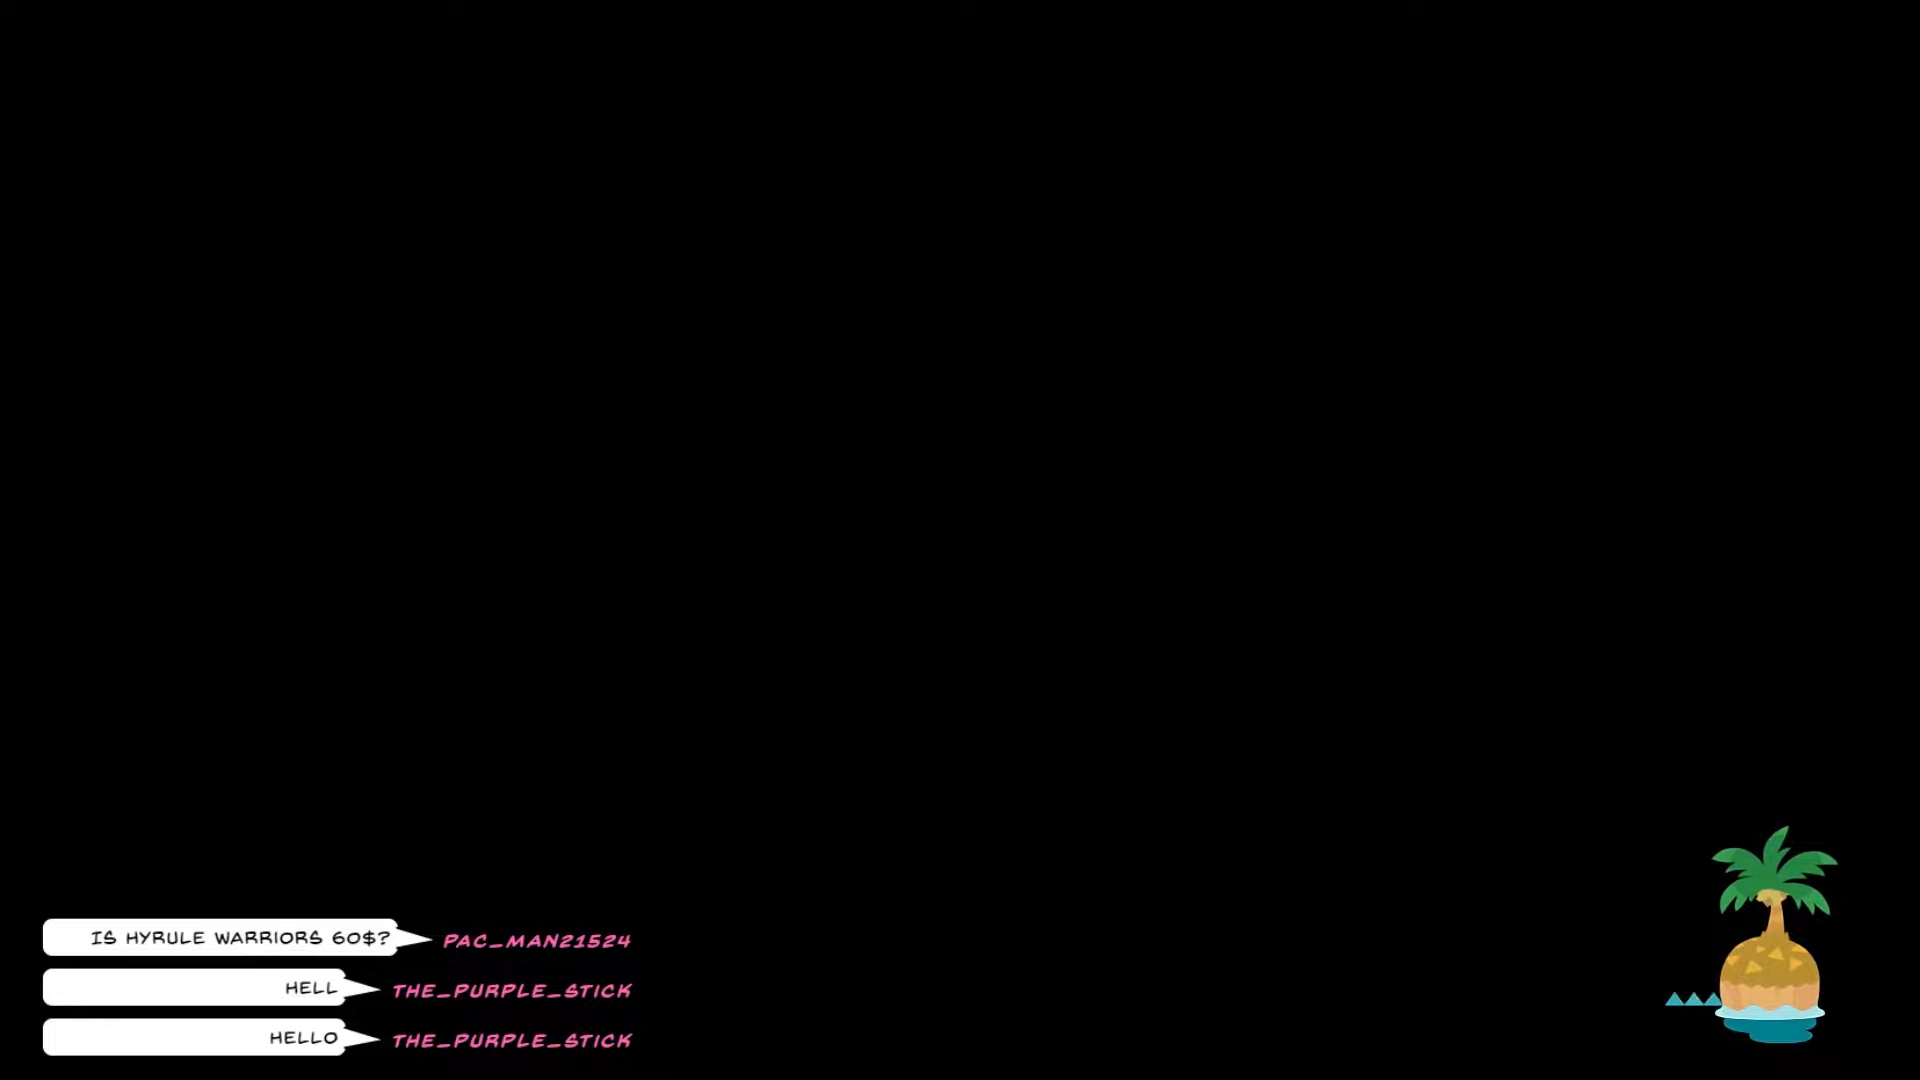 IS HYRULE WARRIORS 60$? PAC_MAN21524
HELL THE_PURPLE_STICK
HELLO THE_PURPLE_STICK